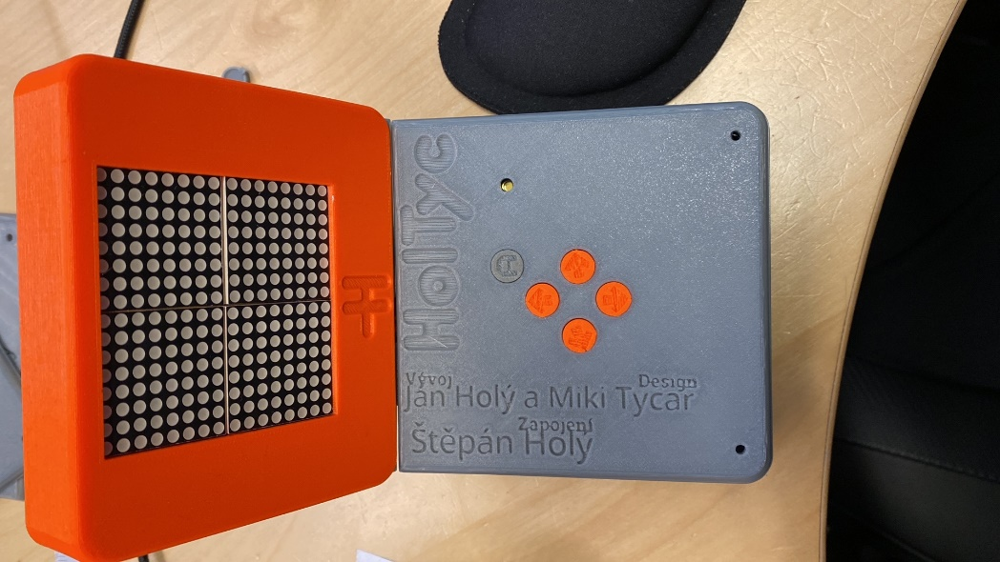 HolTyc
Vývoj
Design
Jan Holý a Miki Tycar
Zapojení
Štěpán Holý